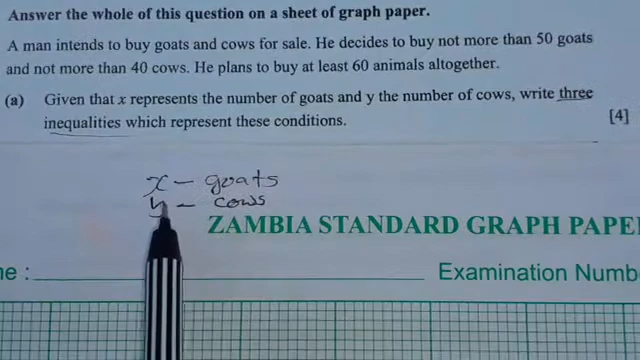 Answer the whole of this question on a sheet of graph paper.
A man intends to buy goats and cows for sale. He decides to buy not more than 50 goats
and not more than 40 cows. He plans to buy at least 60 animals altogether.
(a) Given that x represents the number of goats and y the number of cows, write three
inequalities which represent these conditions. [4]
x – goats
y – cows
ZAMBIA STANDARD GRAPH PAPE
ne : Examination Numb